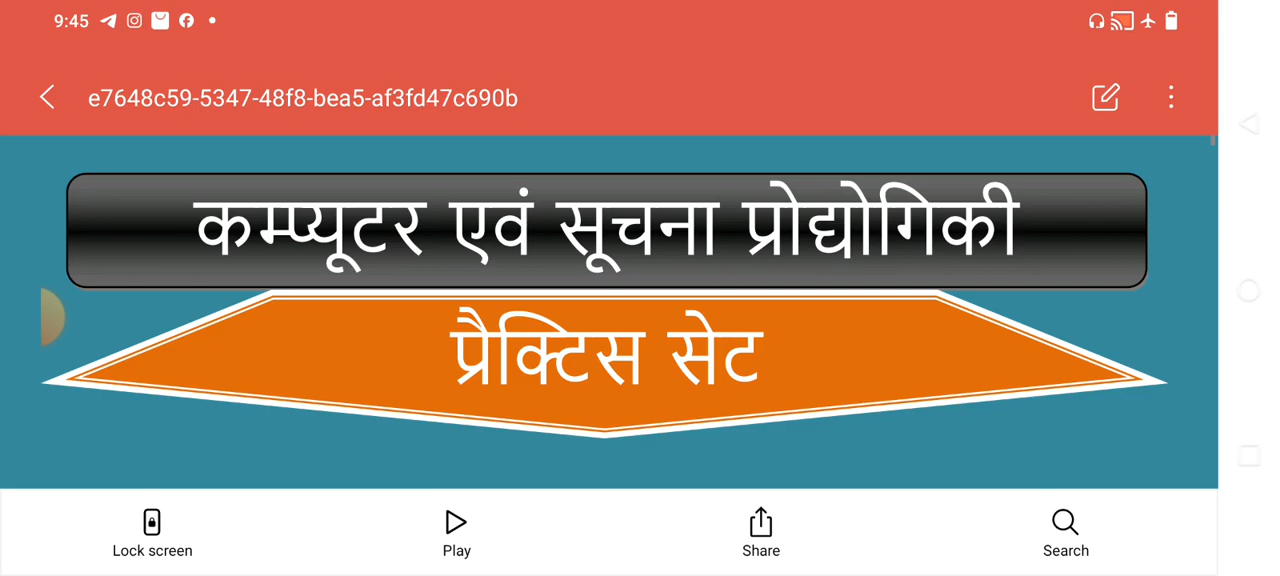 9:45
e7648c59-5347-48f8-bea5-af3fd47c690b
कम्प्यूटर एवं सूचना प्रोद्योगिकी
प्रैक्टिस सेट
Lock screen Play Share Search